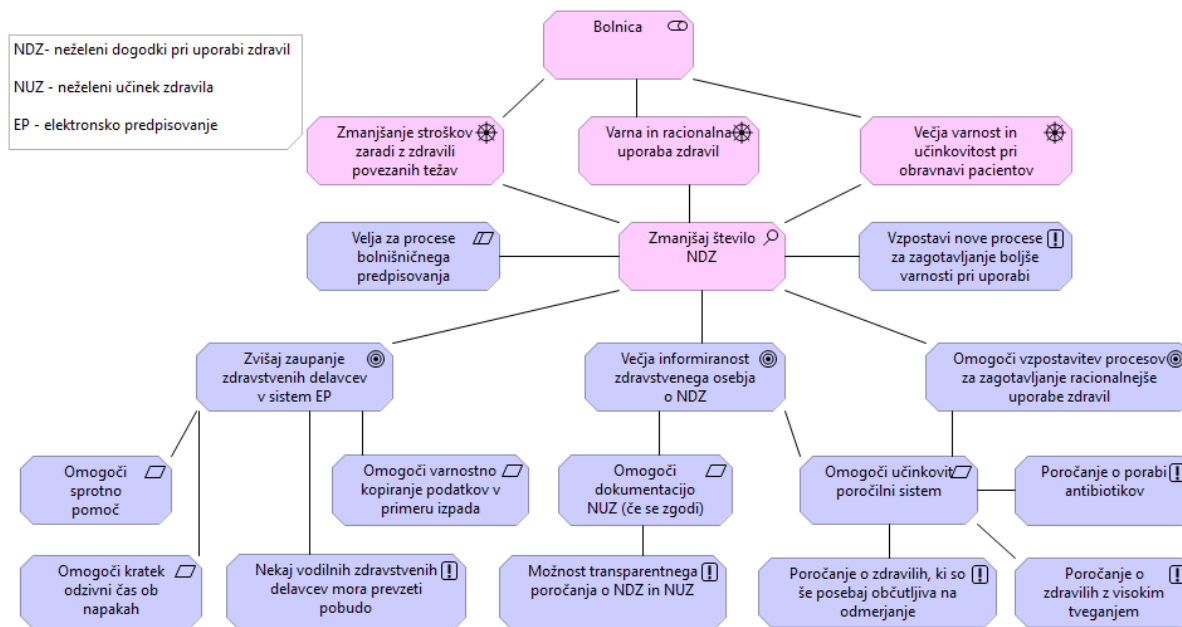 NDZ- neželeni dogodki pri uporabi zdravil
NUZ - neželeni učinek zdravila
EP - elektronsko predpisovanje
Bolnica
Zmanjšanje stroškov
zaradi z zdravili
povezanih težav
Varna in racionalna
uporaba zdravil
Večja varnost in
učinkovitost pri
obravnavi pacientov
Velja za procese
bolnišničnega
predpisovanja
Zmanjšaj število
NDZ
Vzpostavi nove procese
za zagotavljanje boljše
varnosti pri uporabi
Zvišaj zaupanje
zdravstvenih delavcev
v sistem EP
Večja informiranost
zdravstvenega osebja
o NDZ
Omogoči vzpostavitev procesov
za zagotavljanje racionalnejše
uporabe zdravil
Omogoči
sprotno
pomoč
Omogoči varnostno
kopiranje podatkov v
primeru izpada
Omogoči
dokumentacijo
NUZ (če se zgodi)
Omogoči učinkovit
poročilni sistem
Poročanje o porabi
antibiotikov
Omogoči kratek
odzivni čas ob
napakah
Nekaj vodilnih zdravstvenih
delavcev mora prevzeti
pobudo
Možnost transparentnega
poročanja o NDZ in NUZ
Poročanje o zdravilih, ki so
še posebaj občutljiva na
odmerjanje
Poročanje o
zdravilih z visokim
tveganjem